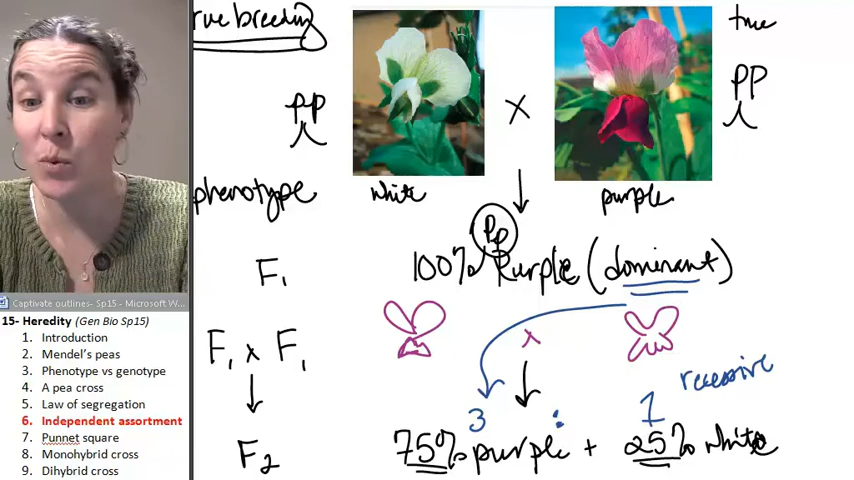 rue breeding
true
pp
x
PP
phenotype
white
purple
Pp
F1
100% Purple (dominant)
F1 x F1
x
recessive
3 : 1
F2
75% purple + 25% white
Captivate outlines- Sp15 - Microsoft W...
15- Heredity (Gen Bio Sp15)
1. Introduction
2. Mendel's peas
3. Phenotype vs genotype
4. A pea cross
5. Law of segregation
6. Independent assortment
7. Punnet square
8. Monohybrid cross
9. Dihybrid cross